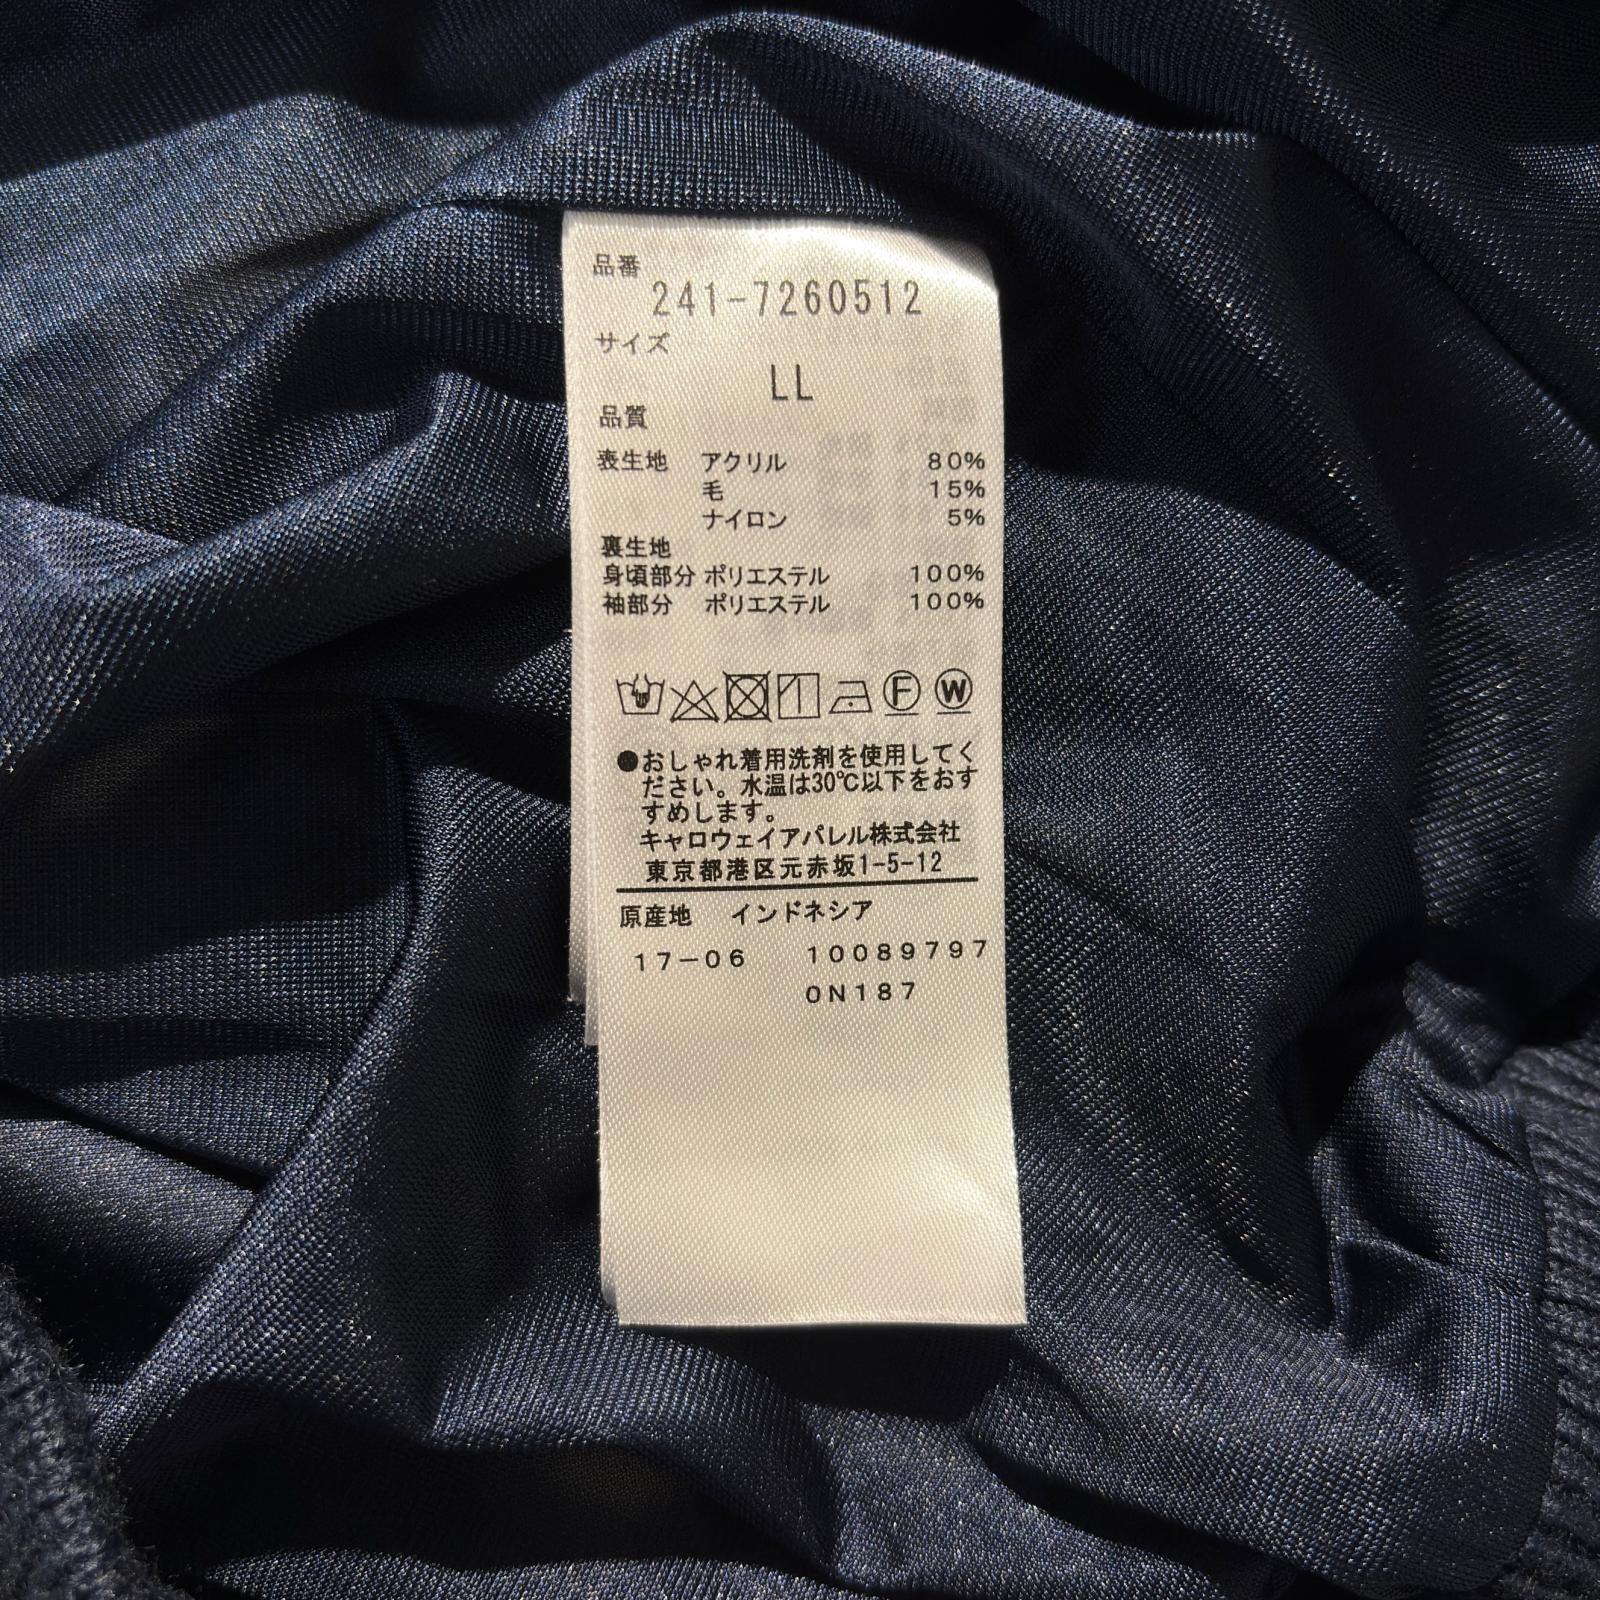 品番
241-7260512
サイズ
LL
品質
表生地 アクリル 80%
毛 15%
ナイロン 5%
裏生地
身頃部分 ポリエステル 100%
袖部分 ポリエステル 100%
F W
●おしゃれ着用洗剤を使用してく
ださい。水温は30℃以下をおす
すめします。
キャロウェイアパレル株式会社
東京都港区元赤坂1-5-12
原産地 インドネシア
17-06 10089797
0N187